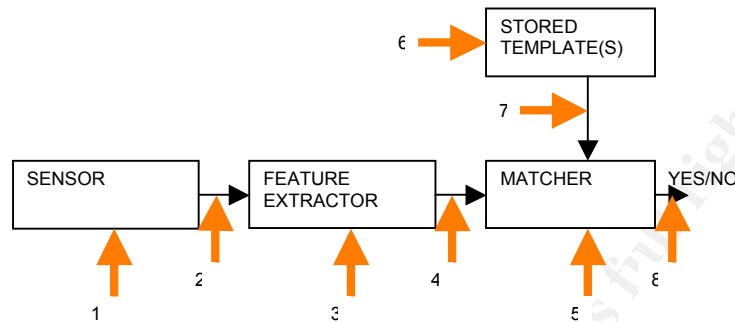 STORED
TEMPLATE(S)
6
7
SENSOR
FEATURE
EXTRACTOR
MATCHER
YES/NO
2
4
8
1
3
5